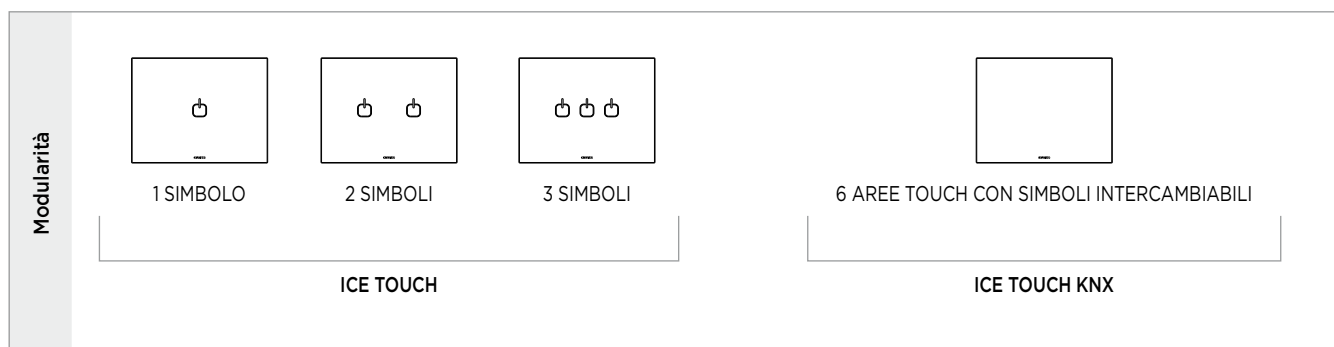 Modularità
1 SIMBOLO
2 SIMBOLI
3 SIMBOLI
6 AREE TOUCH CON SIMBOLI INTERCAMBIABILI
ICE TOUCH
ICE TOUCH KNX